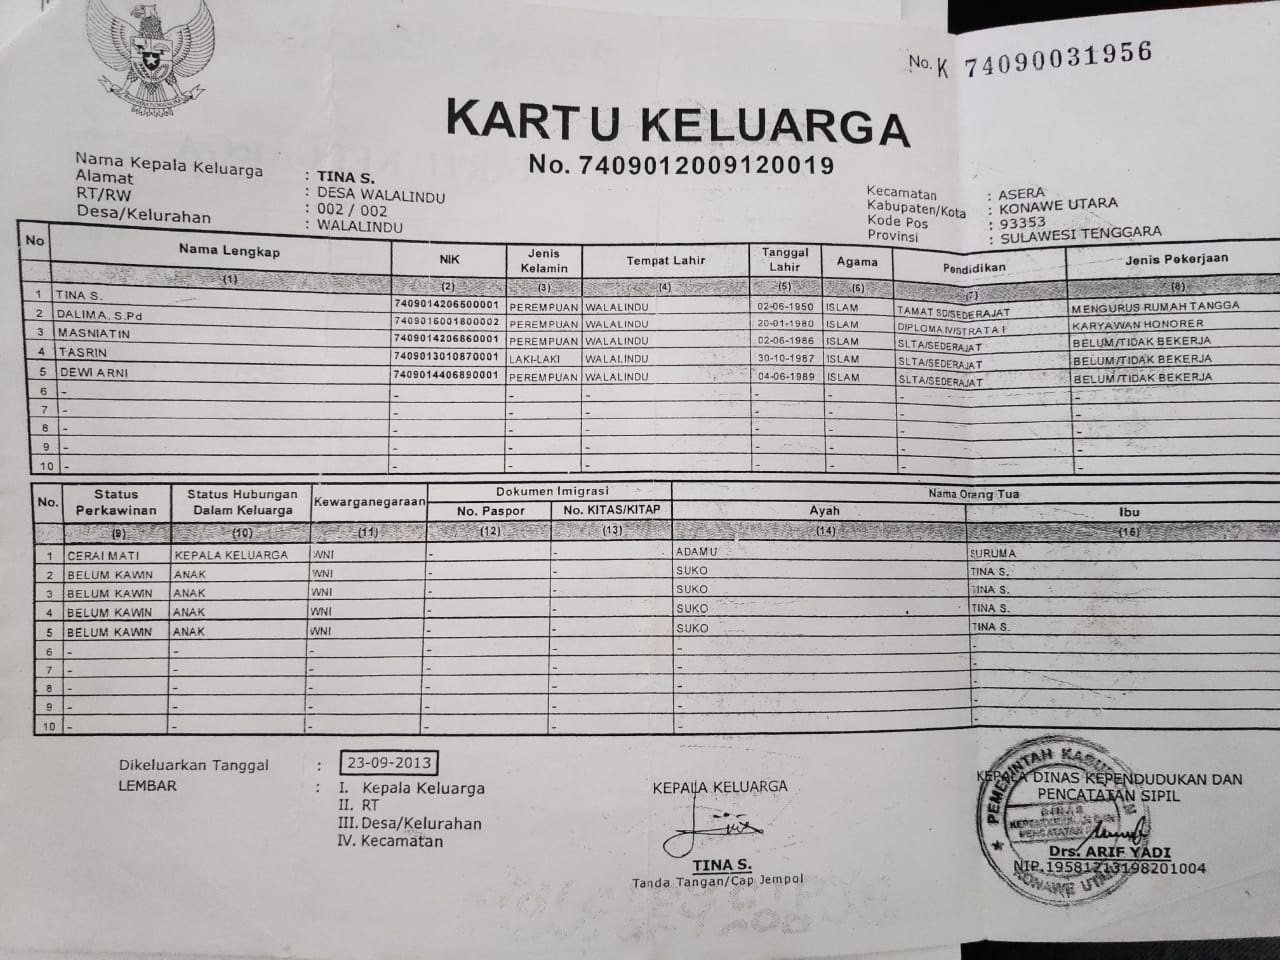 No. K 74090031956
KARTU KELUARGA
No. 7409012009120019
Nama Kepala Keluarga : TINA S.
Alamat : DESA WALALINDU
RT/RW : 002 / 002
Desa/Kelurahan : WALALINDU
Kecamatan : ASERA
Kabupaten/Kota : KONAWE UTARA
Kode Pos : 93353
Provinsi : SULAWESI TENGGARA
No Nama Lengkap NIK Jenis Kelamin Tempat Lahir Tanggal Lahir Agama Pendidikan Jenis Pekerjaan
(1) (2) (3) (4) (5) (6) (7) (8)
1 TINA S. 7409014206500001 PEREMPUAN WALALINDU 02-06-1950 ISLAM TAMAT SD/SEDERAJAT MENGURUS RUMAH TANGGA
2 DALIMA, S.Pd 7409016001800002 PEREMPUAN WALALINDU 20-01-1980 ISLAM DIPLOMA IV/STRATA I KARYAWAN HONORER
3 MASNIATIN 7409014206860001 PEREMPUAN WALALINDU 02-06-1986 ISLAM SLTA/SEDERAJAT BELUM/TIDAK BEKERJA
4 TASRIN 7409013010870001 LAKI-LAKI WALALINDU 30-10-1987 ISLAM SLTA/SEDERAJAT BELUM/TIDAK BEKERJA
5 DEWI ARNI 7409014406890001 PEREMPUAN WALALINDU 04-06-1989 ISLAM SLTA/SEDERAJAT BELUM/TIDAK BEKERJA
6 - - - - - - - -
7 - - - - - - - -
8 - - - - - - - -
9 - - - - - - - -
10 - - - - - - - -
No. Status Perkawinan Status Hubungan Dalam Keluarga Kewarganegaraan Dokumen Imigrasi Nama Orang Tua
No. Paspor No. KITAS/KITAP Ayah Ibu
(9) (10) (11) (12) (13) (14) (15)
1 CERAI MATI KEPALA KELUARGA WNI - - ADAMU SURUMA
2 BELUM KAWIN ANAK WNI - - SUKO TINA S.
3 BELUM KAWIN ANAK WNI - - SUKO TINA S.
4 BELUM KAWIN ANAK WNI - - SUKO TINA S.
5 BELUM KAWIN ANAK WNI - - SUKO TINA S.
6 - - - - - - -
7 - - - - - - -
8 - - - - - - -
9 - - - - - - -
10 - - - - - - -
Dikeluarkan Tanggal : 23-09-2013
LEMBAR : I. Kepala Keluarga
II. RT
III. Desa/Kelurahan
IV. Kecamatan
KEPALA KELUARGA
TINA S.
Tanda Tangan/Cap Jempol
KEPALA DINAS KEPENDUDUKAN DAN
PENCATATAN SIPIL
Drs. ARIF YADI
NIP.19581213198201004
PEMERINTAH
KONAWE UTARA